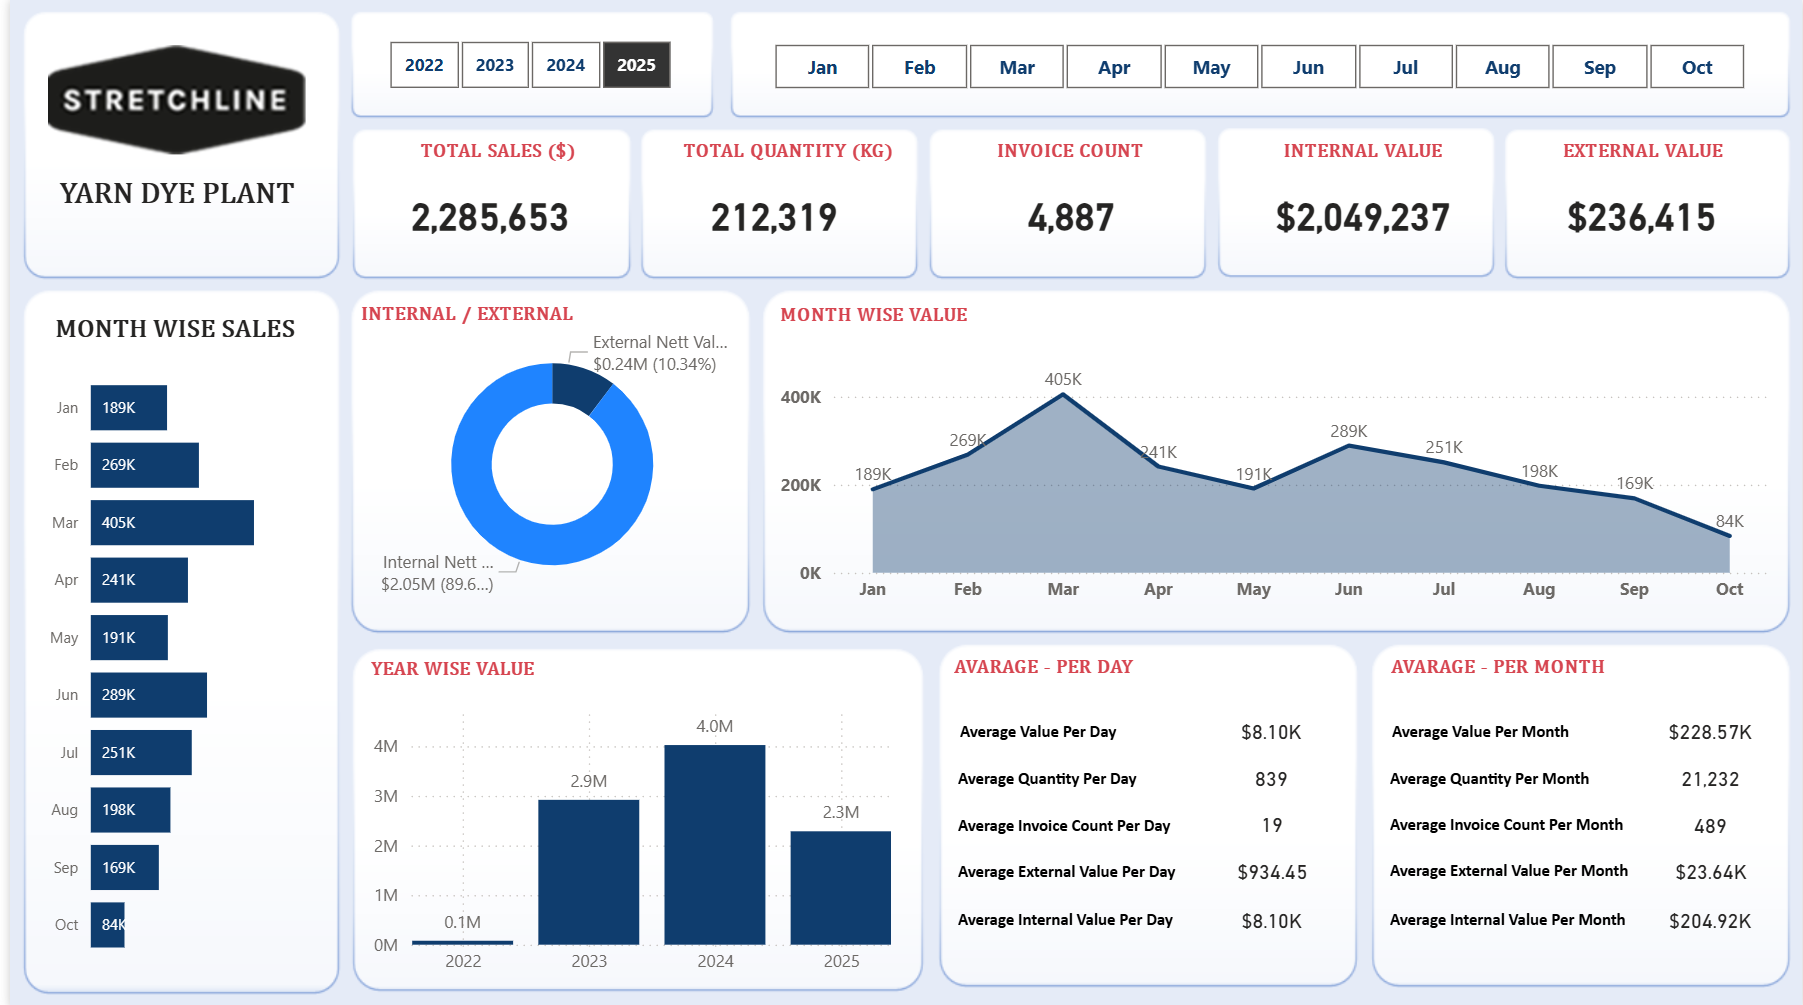 STRETCHLINE
YARN DYE PLANT
2022 2023 2024 2025
Jan Feb Mar Apr May Jun Jul Aug Sep Oct
TOTAL SALES ($)
2,285,653
TOTAL QUANTITY (KG)
212,319
INVOICE COUNT
4,887
INTERNAL VALUE
$2,049,237
EXTERNAL VALUE
$236,415
MONTH WISE SALES
Jan 189K
Feb 269K
Mar 405K
Apr 241K
May 191K
Jun 289K
Jul 251K
Aug 198K
Sep 169K
Oct 84K
INTERNAL / EXTERNAL
External Nett Val...
$0.24M (10.34%)
Internal Nett ...
$2.05M (89.6...)
MONTH WISE VALUE
400K
200K
0K
189K 269K 405K 241K 191K 289K 251K 198K 169K 84K
Jan Feb Mar Apr May Jun Jul Aug Sep Oct
YEAR WISE VALUE
4M
3M
2M
1M
0M
0.1M 2.9M 4.0M 2.3M
2022 2023 2024 2025
AVARAGE - PER DAY
Average Value Per Day $8.10K
Average Quantity Per Day 839
Average Invoice Count Per Day 19
Average External Value Per Day $934.45
Average Internal Value Per Day $8.10K
AVARAGE - PER MONTH
Average Value Per Month $228.57K
Average Quantity Per Month 21,232
Average Invoice Count Per Month 489
Average External Value Per Month $23.64K
Average Internal Value Per Month $204.92K